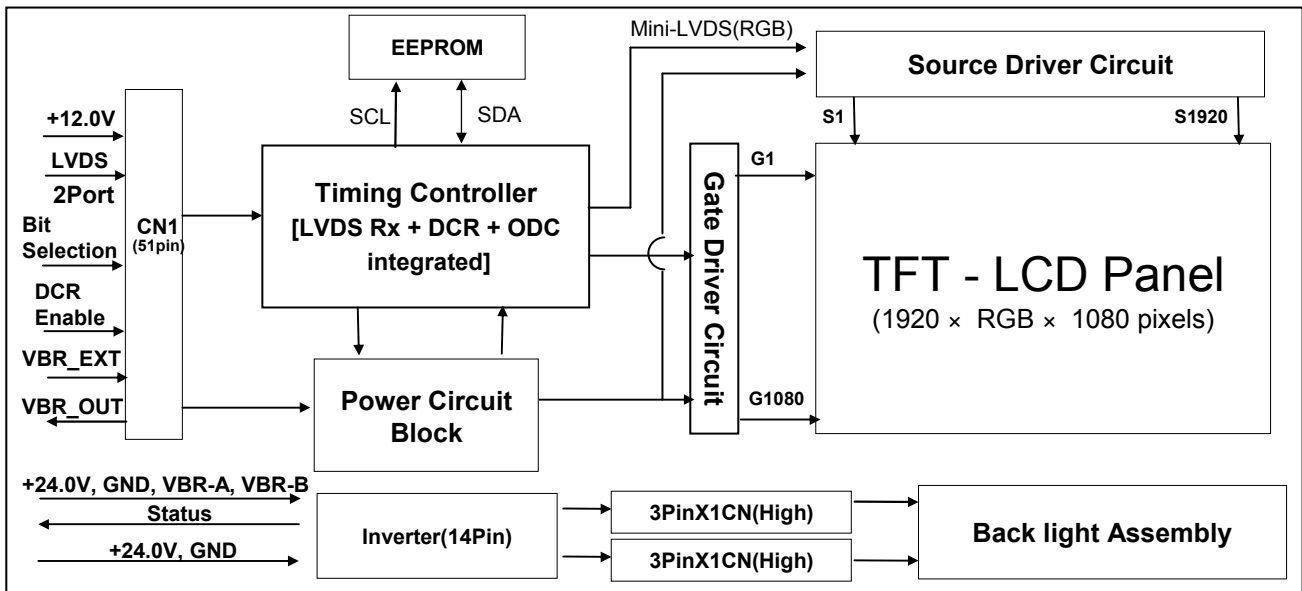 Mini-LVDS(RGB)
EEPROM
Source Driver Circuit
SCL
SDA
S1
S1920
+12.0V
LVDS
2Port
Bit
Selection
DCR
Enable
VBR_EXT
VBR_OUT
CN1
(51pin)
Timing Controller
[LVDS Rx + DCR + ODC
integrated]
Gate Driver Circuit
G1
G1080
TFT - LCD Panel
(1920 × RGB × 1080 pixels)
Power Circuit
Block
+24.0V, GND, VBR-A, VBR-B
Status
+24.0V, GND
Inverter(14Pin)
3PinX1CN(High)
3PinX1CN(High)
Back light Assembly